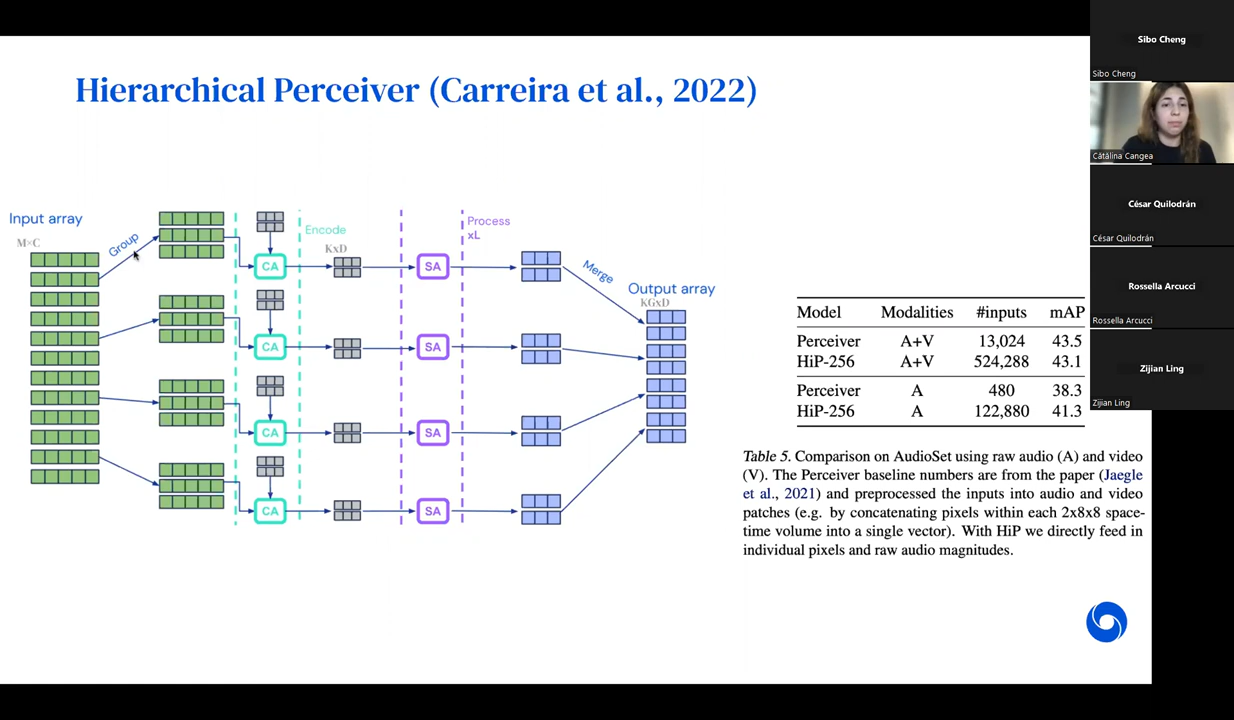 Hierarchical Perceiver (Carreira et al., 2022)
Input array
M×C
Group
CA
CA
CA
CA
Encode
K×D
SA
SA
SA
SA
Process
xL
Merge
Output array
KG×D
Model Modalities #inputs mAP
Perceiver A+V 13,024 43.5
HiP-256 A+V 524,288 43.1
Perceiver A 480 38.3
HiP-256 A 122,880 41.3
Table 5. Comparison on AudioSet using raw audio (A) and video
(V). The Perceiver baseline numbers are from the paper (Jaegle
et al., 2021) and preprocessed the inputs into audio and video
patches (e.g. by concatenating pixels within each 2x8x8 space-
time volume into a single vector). With HiP we directly feed in
individual pixels and raw audio magnitudes.
Sibo Cheng
Sibo Cheng
Cătălina Cangea
César Quilodrán
César Quilodrán
Rossella Arcucci
Rossella Arcucci
Zijian Ling
Zijian Ling